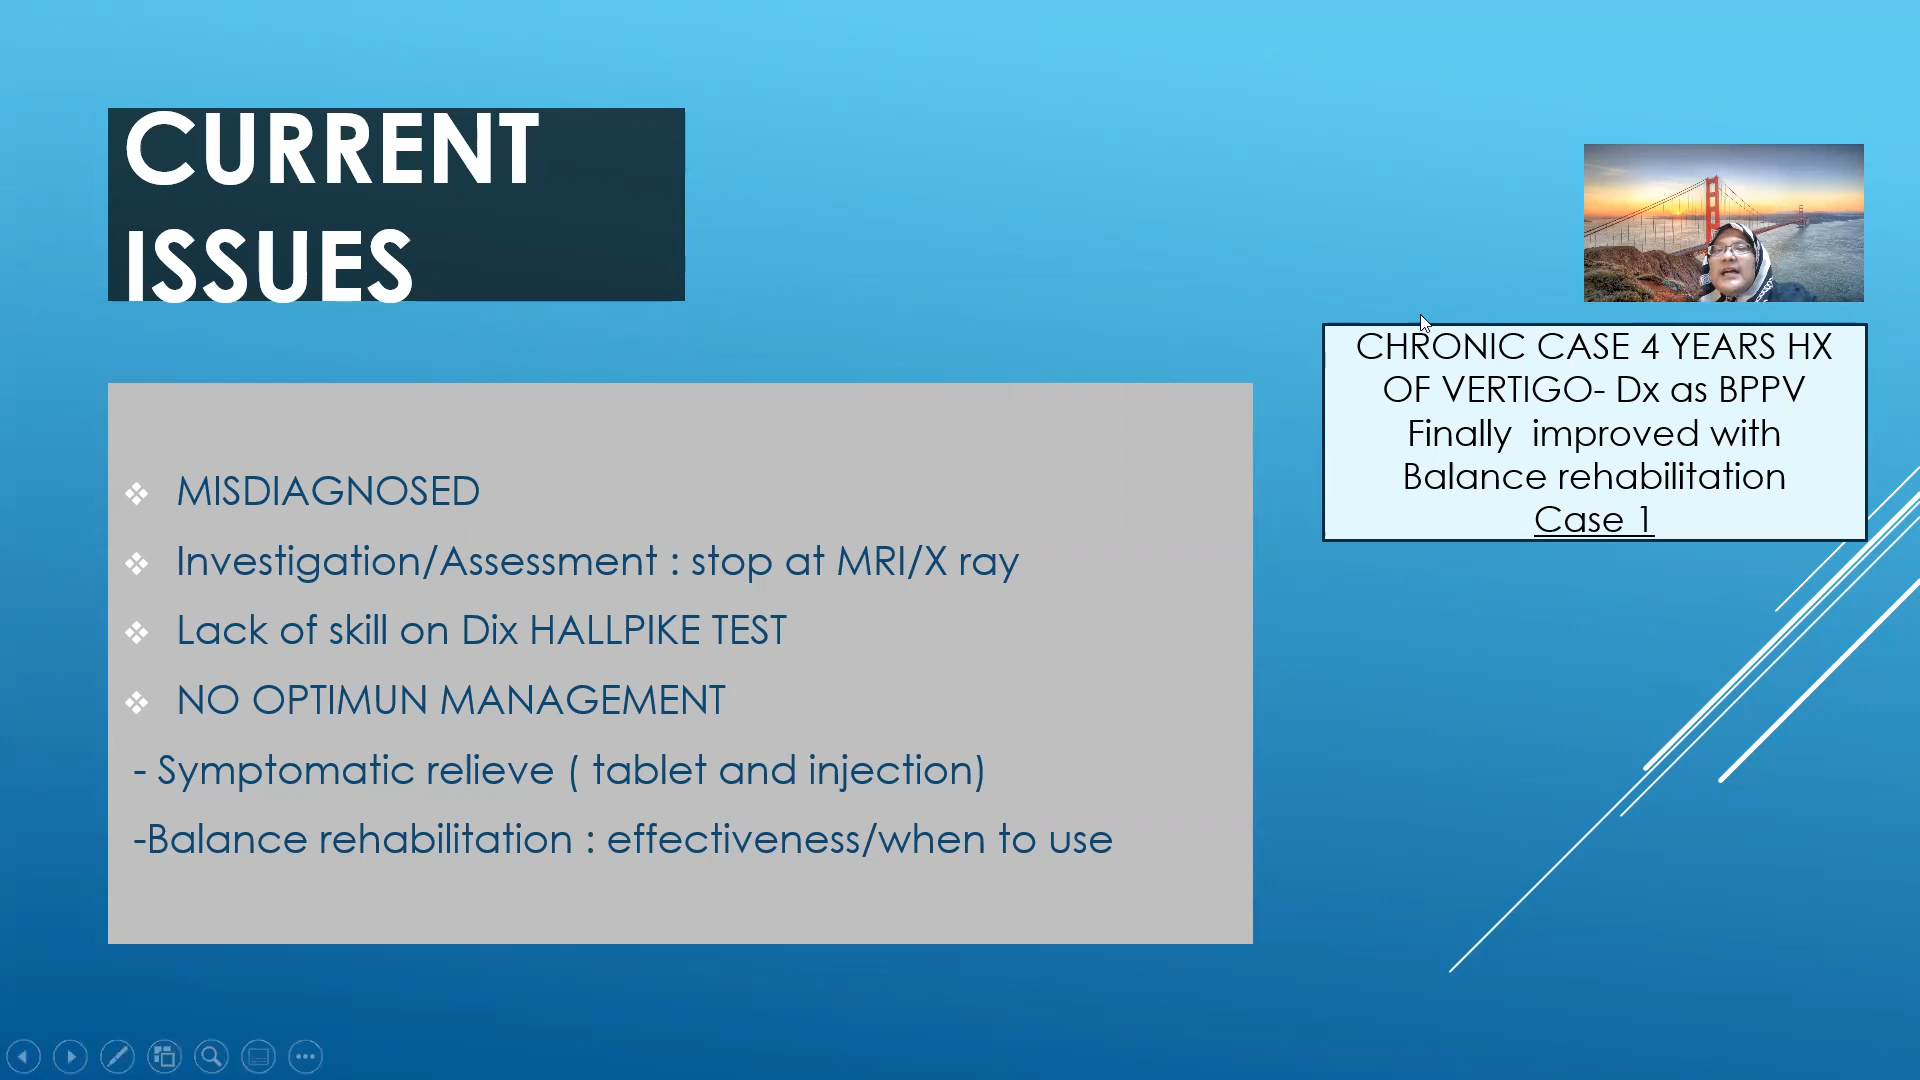 CURRENT
ISSUES
MISDIAGNOSED
Investigation/Assessment : stop at MRI/X ray
Lack of skill on Dix HALLPIKE TEST
NO OPTIMUN MANAGEMENT
- Symptomatic relieve ( tablet and injection)
-Balance rehabilitation : effectiveness/when to use
CHRONIC CASE 4 YEARS HX
OF VERTIGO- Dx as BPPV
Finally improved with
Balance rehabilitation
Case 1